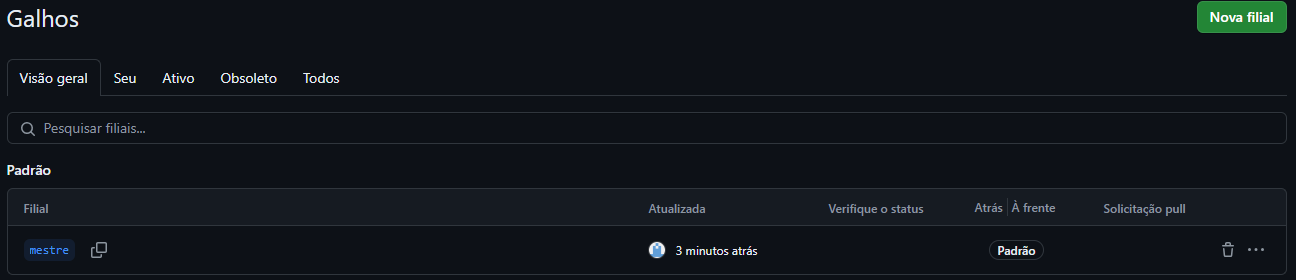 Galhos
Nova filial
Visão geral Seu Ativo Obsoleto Todos
Pesquisar filiais...
Padrão
Filial Atualizada Verifique o status Atrás À frente Solicitação pull
mestre 3 minutos atrás Padrão